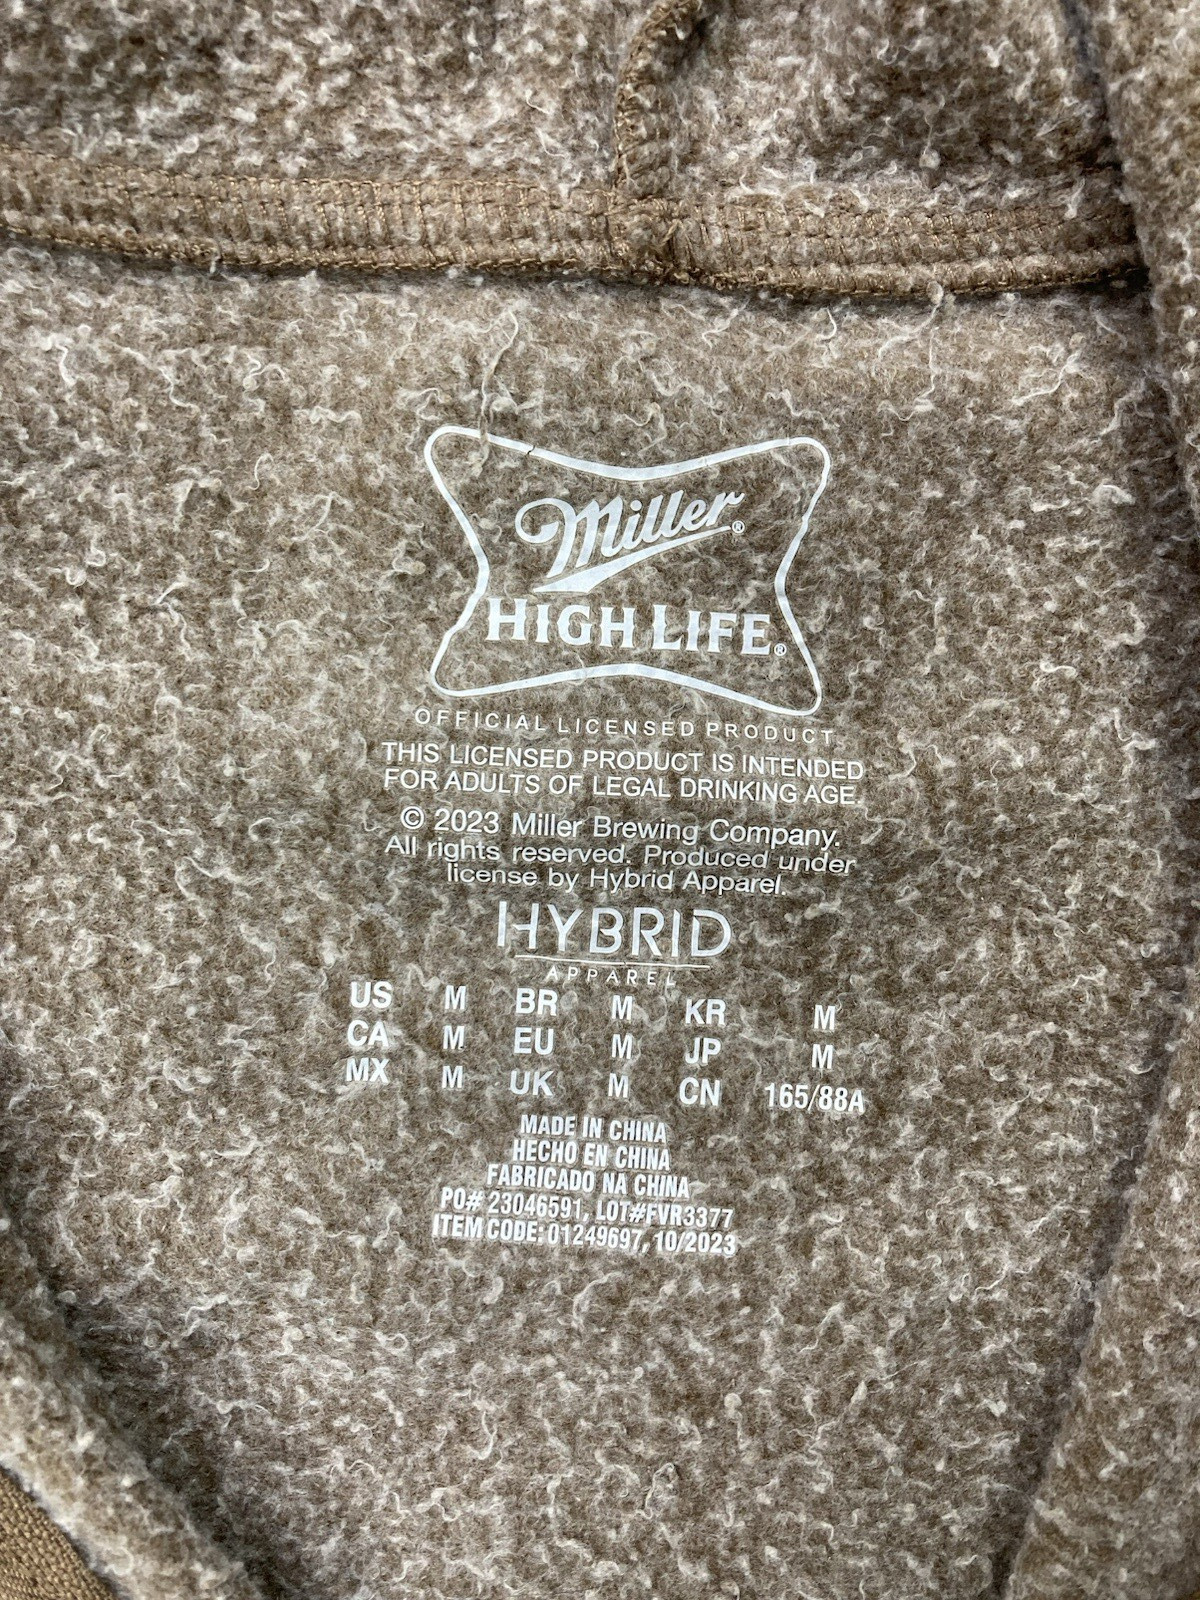 Miller®
HIGH LIFE®
OFFICIAL LICENSED PRODUCT
THIS LICENSED PRODUCT IS INTENDED
FOR ADULTS OF LEGAL DRINKING AGE.
© 2023 Miller Brewing Company.
All rights reserved. Produced under
license by Hybrid Apparel.
HYBRID
APPAREL
US M BR M KR M
CA M EU M JP M
MX M UK M CN 165/88A
MADE IN CHINA
HECHO EN CHINA
FABRICADO NA CHINA
PO# 23046591, LOT#FVR3377
ITEM CODE: 01249697, 10/2023